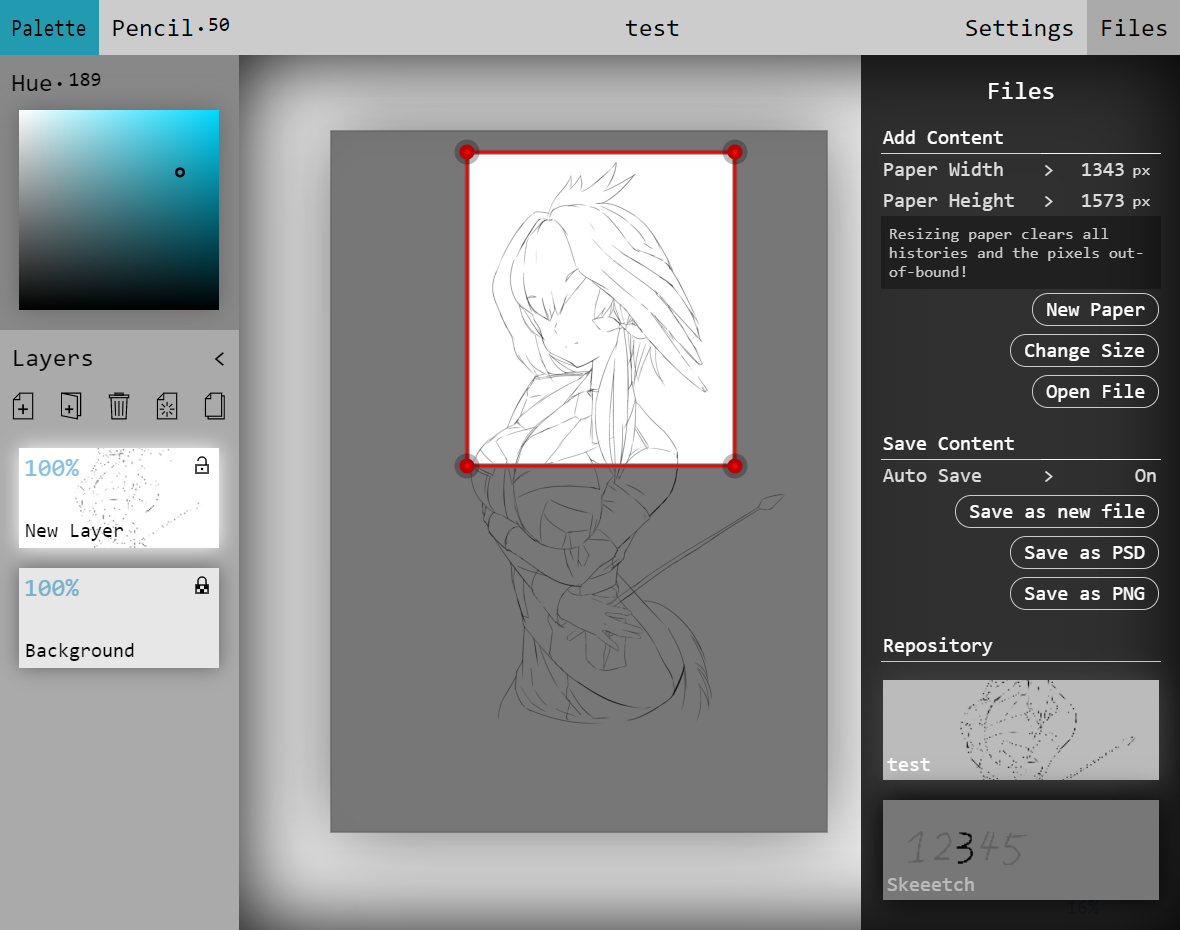 Palette Pencil·50 test Settings Files
Hue·189
Layers <
100%
New Layer
100%
Background
Files
Add Content
Paper Width > 1343 px
Paper Height > 1573 px
Resizing paper clears all
histories and the pixels out-
of-bound!
New Paper
Change Size
Open File
Save Content
Auto Save > On
Save as new file
Save as PSD
Save as PNG
Repository
test
12345
Skeeetch
16%